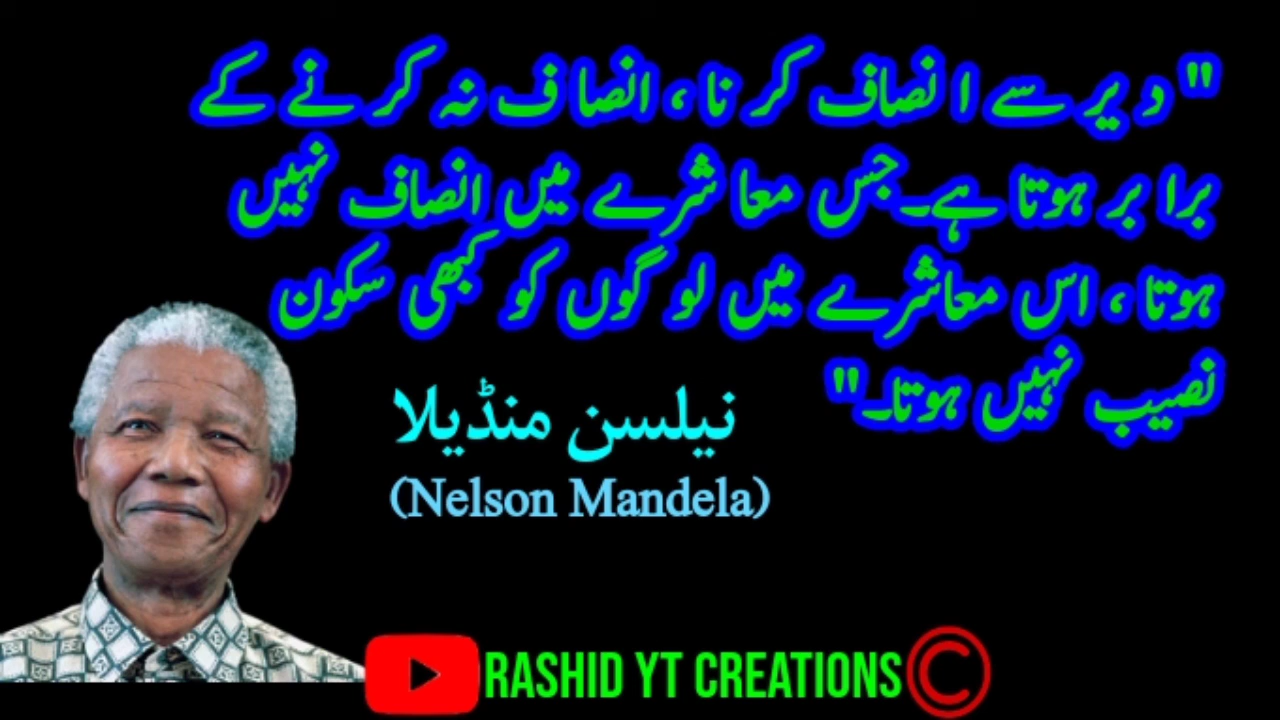 "دیر سے انصاف کرنا، انصاف نہ کرنے کے
برابر ہوتا ہے۔جس معاشرے میں انصاف نہیں
ہوتا، اس معاشرے میں لوگوں کو کبھی سکون
نصیب نہیں ہوتا۔"
نیلسن منڈیلا
(Nelson Mandela)
RASHID YT CREATIONS ©